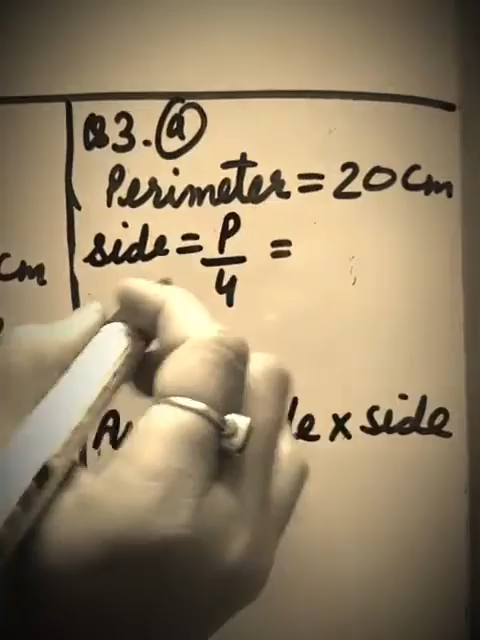 Q3. a
Perimeter = 20 cm
side = P/4 =
cm
A e x side